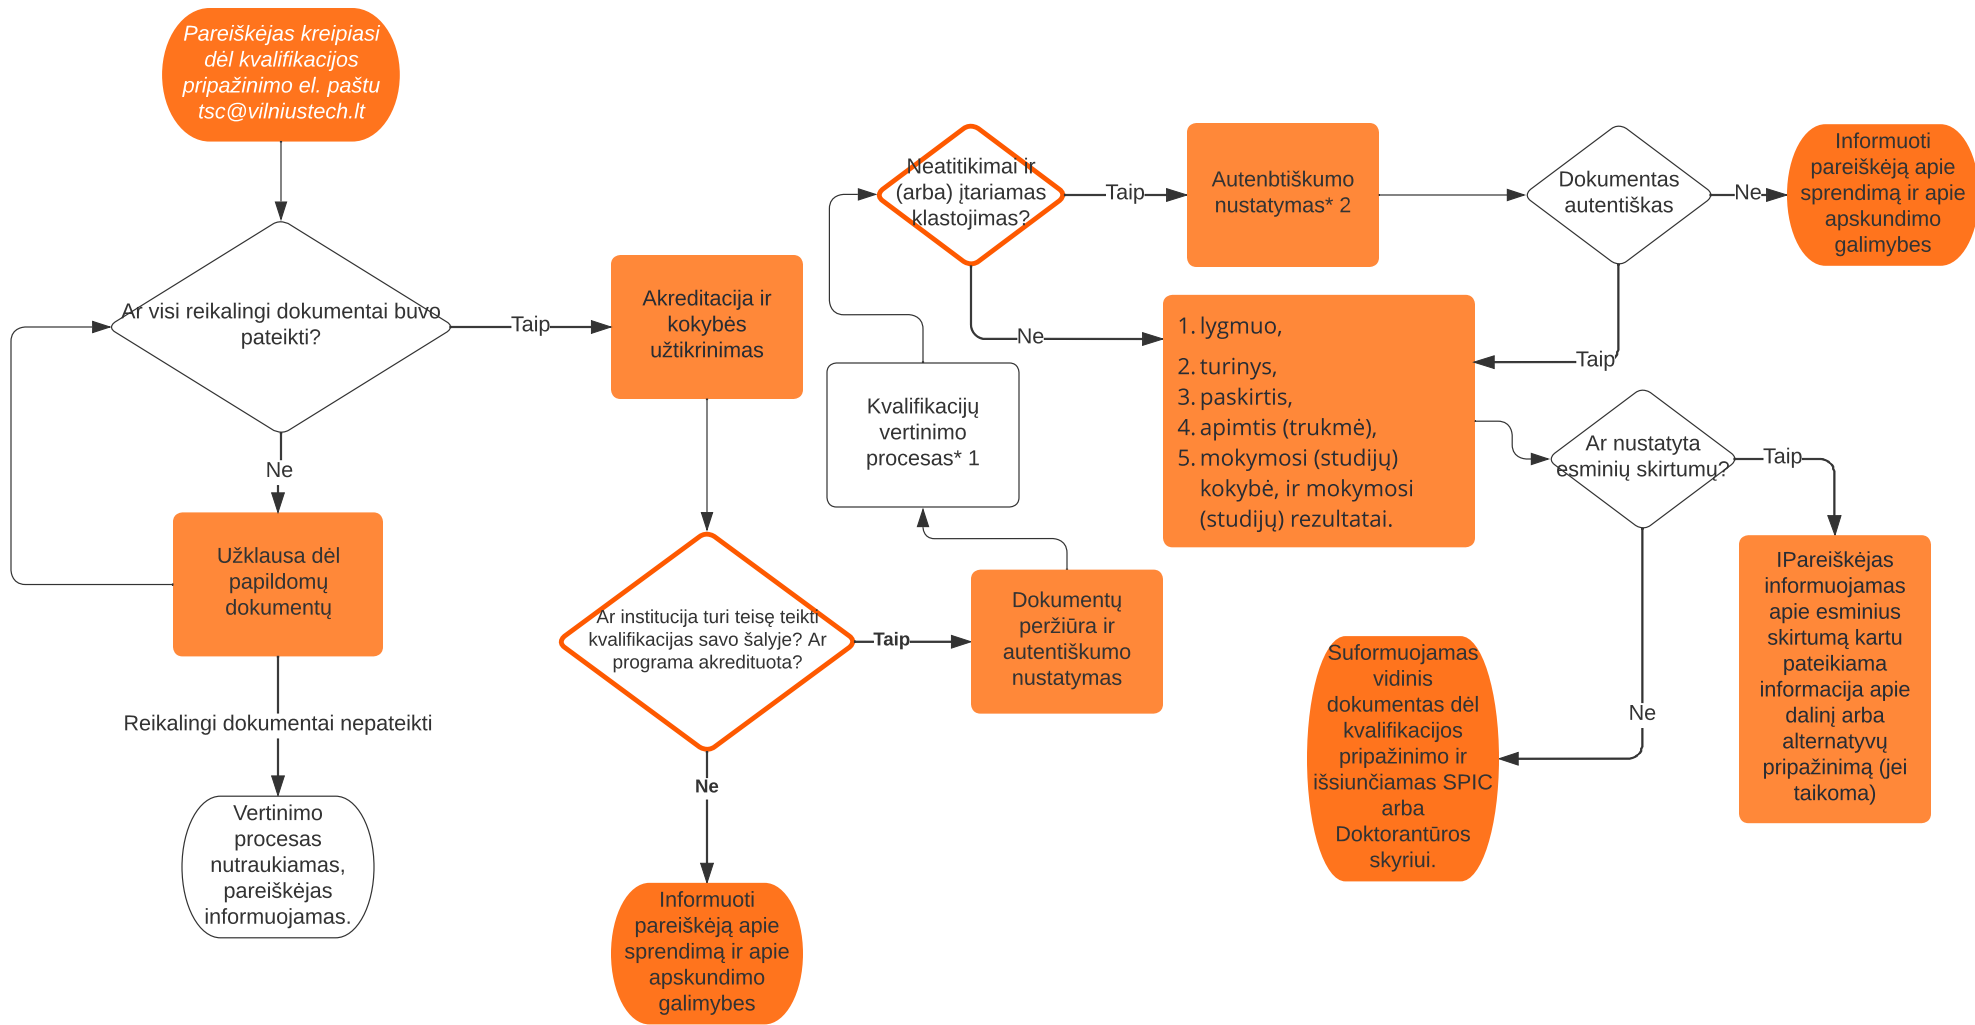 Pareiškėjas kreipiasi
dėl kvalifikacijos
pripažinimo el. paštu
tsc@vilniustech.lt
Ar visi reikalingi dokumentai buvo
pateikti?
Taip
Ne
Užklausa dėl
papildomų
dokumentų
Reikalingi dokumentai nepateikti
Vertinimo
procesas
nutraukiamas,
pareiškėjas
informuojamas.
Akreditacija ir
kokybės
užtikrinimas
Ar institucija turi teisę teikti
kvalifikacijas savo šalyje? Ar
programa akredituota?
Taip
Ne
Informuoti
pareiškėją apie
sprendimą ir apie
apskundimo
galimybes
Dokumentų
peržiūra ir
autentiškumo
nustatymas
Kvalifikacijų
vertinimo
procesas* 1
Neatitikimai ir
(arba) įtariamas
klastojimas?
Taip
Ne
Autenbtiškumo
nustatymas* 2
Dokumentas
autentiškas
Ne
Taip
Informuoti
pareiškėją apie
sprendimą ir apie
apskundimo
galimybes
1. lygmuo,
2. turinys,
3. paskirtis,
4. apimtis (trukmė),
5. mokymosi (studijų)
kokybė, ir mokymosi
(studijų) rezultatai.
Ar nustatyta
esminių skirtumų?
Taip
Ne
IPareiškėjas
informuojamas
apie esminius
skirtumą kartu
pateikiama
informacija apie
dalinį arba
alternatyvų
pripažinimą (jei
taikoma)
Suformuojamas
vidinis
dokumentas dėl
kvalifikacijos
pripažinimo ir
išsiunčiamas SPIC
arba
Doktorantūros
skyriui.